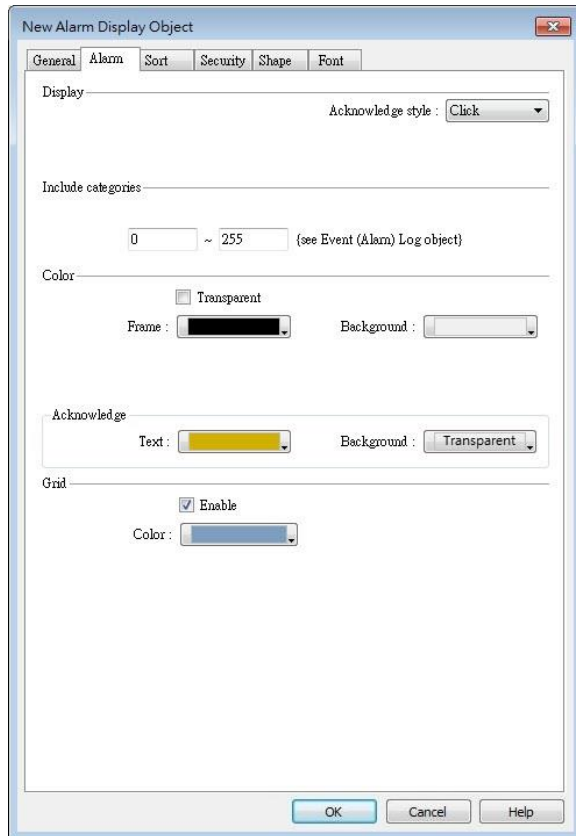 New Alarm Display Object
General Alarm Sort Security Shape Font
Display
Acknowledge style : Click
Include categories
0 ~ 255 {see Event (Alarm) Log object}
Color
Transparent
Frame : Background :
Acknowledge
Text : Background : Transparent
Grid
Enable
Color :
OK Cancel Help